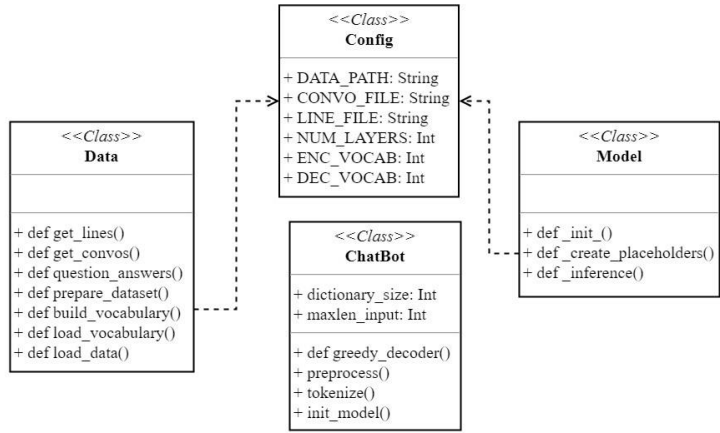 <<Class>>
Config
+ DATA_PATH: String
+ CONVO_FILE: String
+ LINE_FILE: String
+ NUM_LAYERS: Int
+ ENC_VOCAB: Int
+ DEC_VOCAB: Int
<<Class>>
Data
+ def get_lines()
+ def get_convos()
+ def question_answers()
+ def prepare_dataset()
+ def build_vocabulary()
+ def load_vocabulary()
+ def load_data()
<<Class>>
Model
+ def _init_()
+ def _create_placeholders()
+ def _inference()
<<Class>>
ChatBot
+ dictionary_size: Int
+ maxlen_input: Int
+ def greedy_decoder()
+ preprocess()
+ tokenize()
+ init_model()